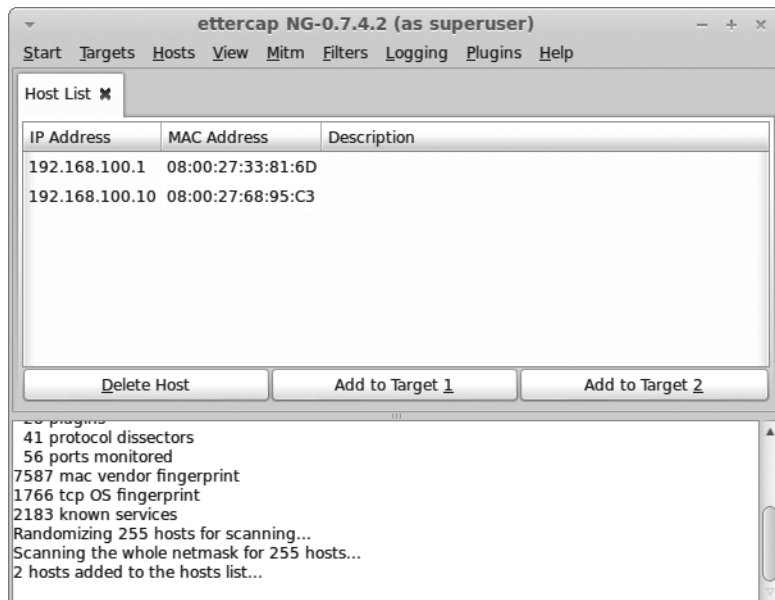 ettercap NG-0.7.4.2 (as superuser)
Start Targets Hosts View Mitm Filters Logging Plugins Help
Host List
IP Address MAC Address Description
192.168.100.1 08:00:27:33:81:6D
192.168.100.10 08:00:27:68:95:C3
Delete Host Add to Target 1 Add to Target 2
plugins
41 protocol dissectors
56 ports monitored
7587 mac vendor fingerprint
1766 tcp OS fingerprint
2183 known services
Randomizing 255 hosts for scanning...
Scanning the whole netmask for 255 hosts...
2 hosts added to the hosts list...